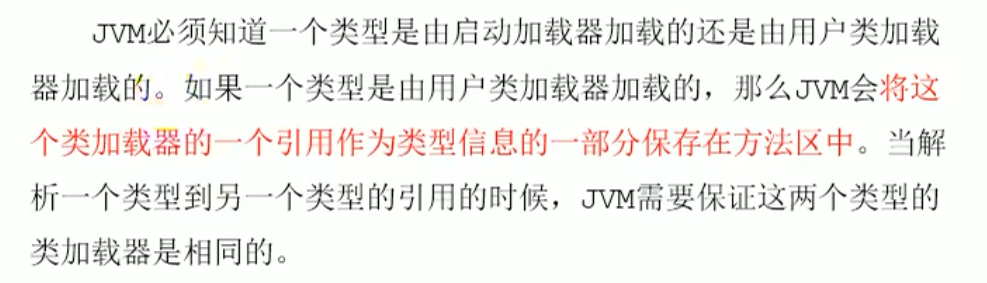 JVM必须知道一个类型是由启动加载器加载的还是由用户类加载
器加载的。如果一个类型是由用户类加载器加载的，那么JVM会将这
个类加载器的一个引用作为类型信息的一部分保存在方法区中。当解
析一个类型到另一个类型的引用的时候，JVM需要保证这两个类型的
类加载器是相同的。